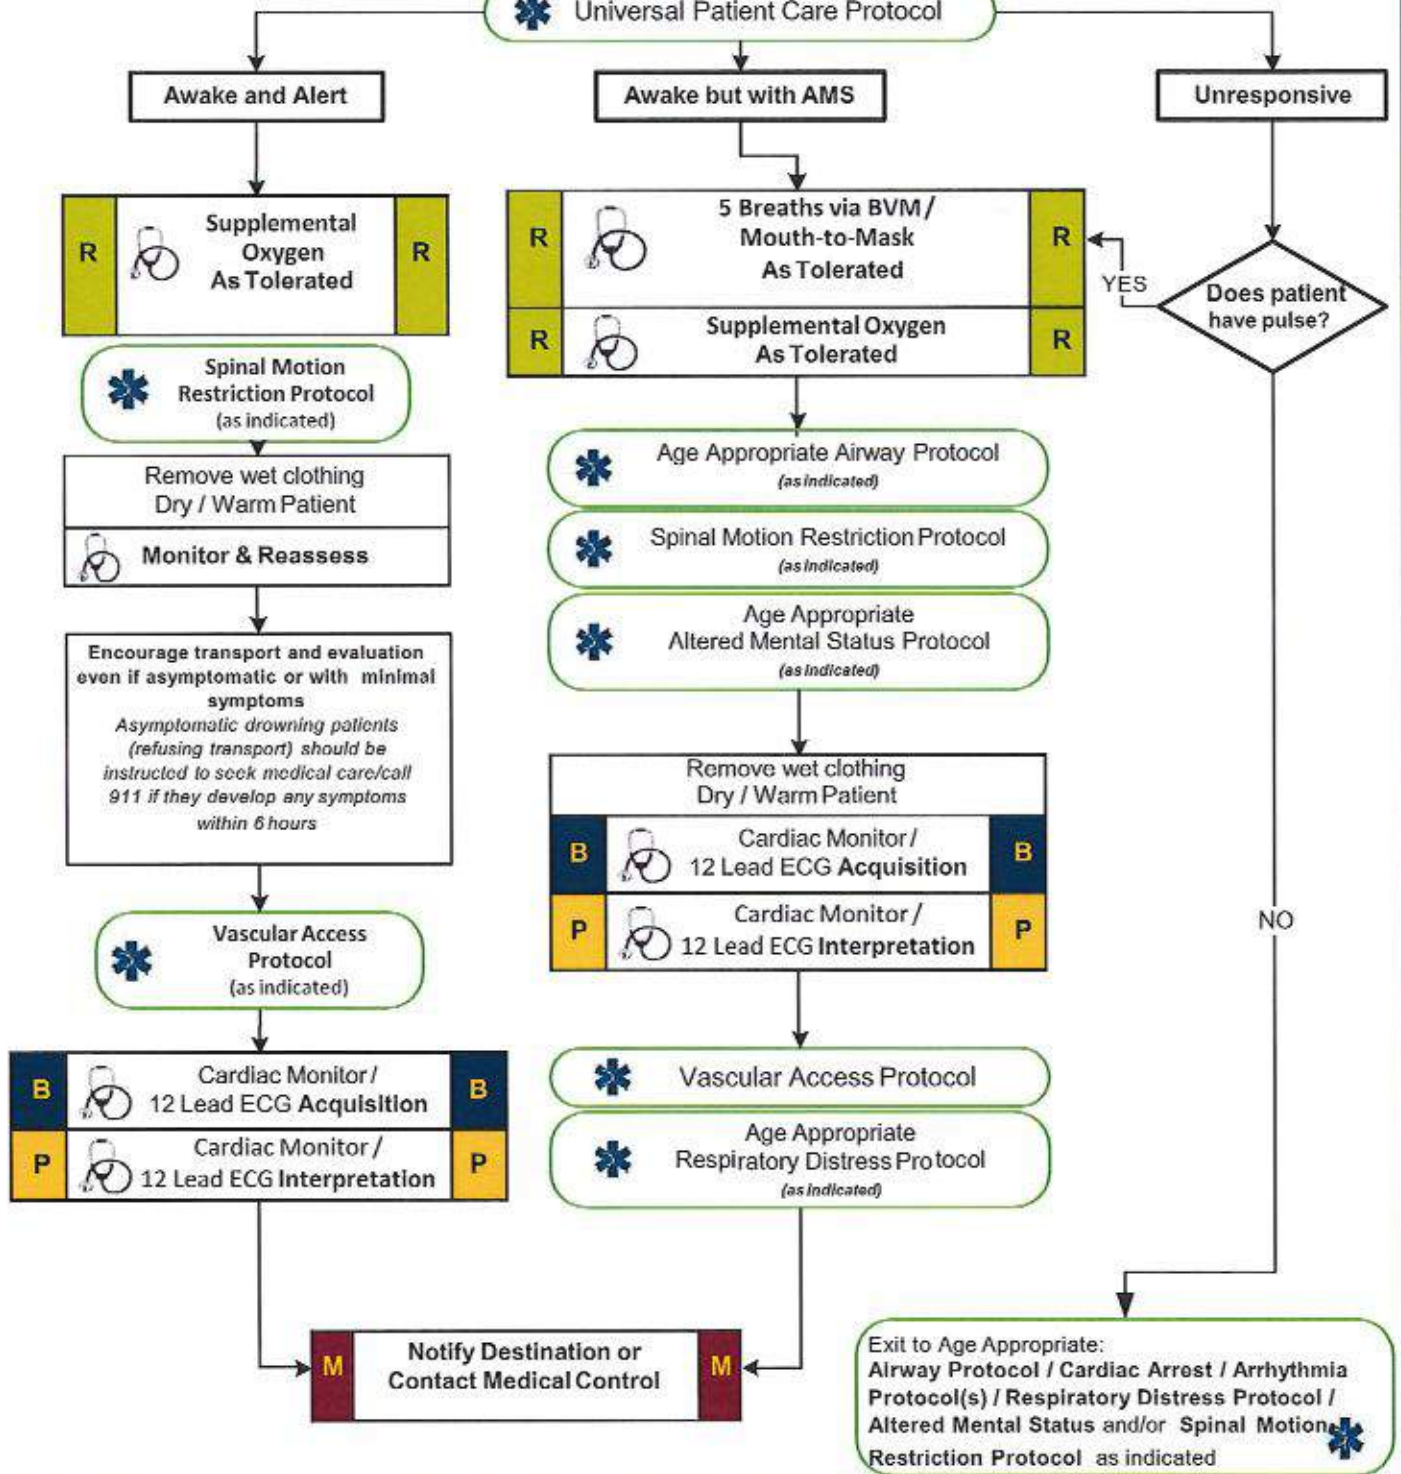 Universal Patient Care Protocol
Awake and Alert
Awake but with AMS
Unresponsive
R
Supplemental
Oxygen
As Tolerated
R
Spinal Motion
Restriction Protocol
(as indicated)
Remove wet clothing
Dry / Warm Patient
Monitor & Reassess
Encourage transport and evaluation
even if asymptomatic or with minimal
symptoms
Asymptomatic drowning patients
(refusing transport) should be
instructed to seek medical care/call
911 if they develop any symptoms
within 6 hours
Vascular Access
Protocol
(as indicated)
B
Cardiac Monitor /
12 Lead ECG Acquisition
B
P
Cardiac Monitor /
12 Lead ECG Interpretation
P
R
5 Breaths via BVM /
Mouth-to-Mask
As Tolerated
R
R
Supplemental Oxygen
As Tolerated
R
Age Appropriate Airway Protocol
(as indicated)
Spinal Motion Restriction Protocol
(as indicated)
Age Appropriate
Altered Mental Status Protocol
(as indicated)
Remove wet clothing
Dry / Warm Patient
B
Cardiac Monitor /
12 Lead ECG Acquisition
B
P
Cardiac Monitor /
12 Lead ECG Interpretation
P
Vascular Access Protocol
Age Appropriate
Respiratory Distress Protocol
(as indicated)
M
Notify Destination or
Contact Medical Control
M
Does patient
have pulse?
YES
NO
Exit to Age Appropriate:
Airway Protocol / Cardiac Arrest / Arrhythmia
Protocol(s) / Respiratory Distress Protocol /
Altered Mental Status and/or Spinal Motion
Restriction Protocol as indicated